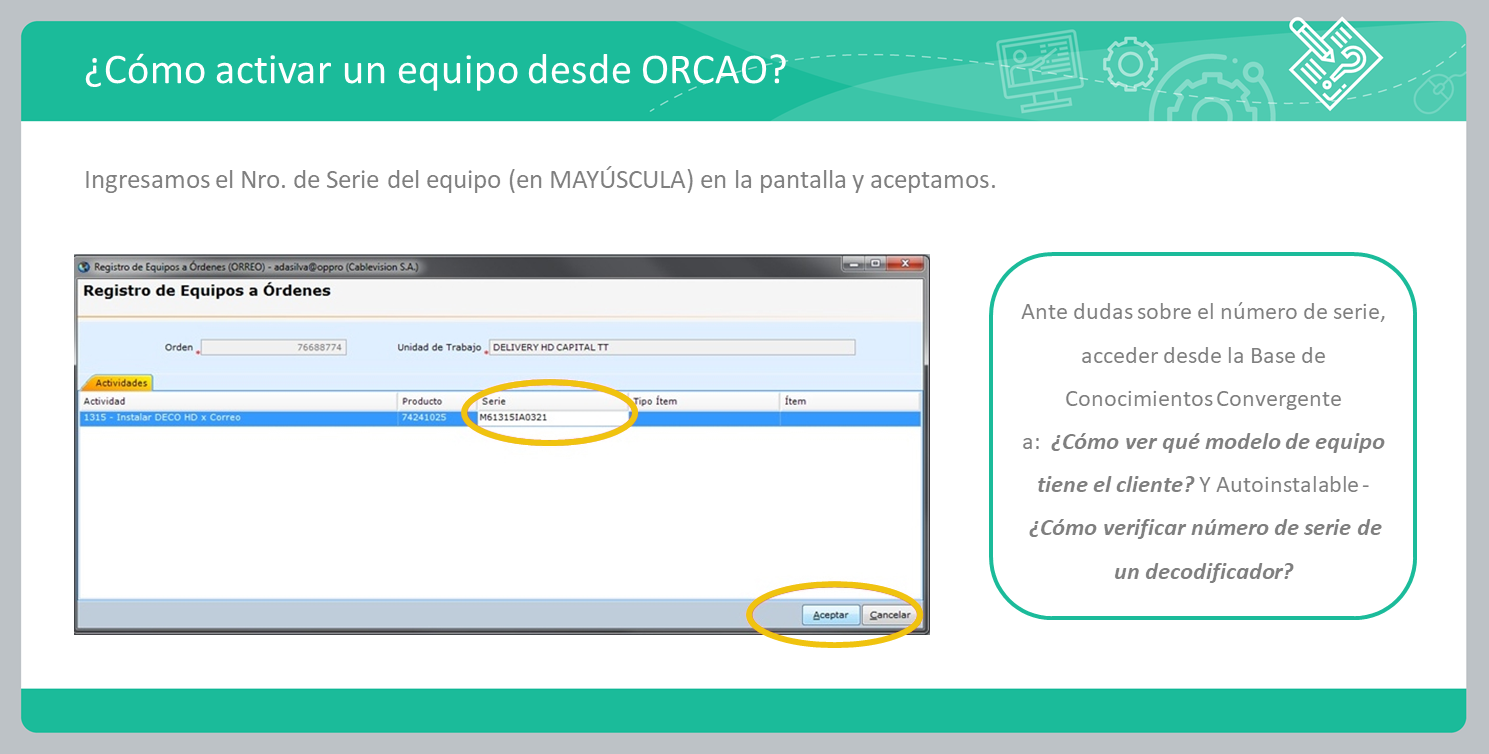 ¿Cómo activar un equipo desde ORCAO?
Ingresamos el Nro. de Serie del equipo (en MAYÚSCULA) en la pantalla y aceptamos.
Registro de Equipos a Órdenes (ORREO) - adasilva@oppro (Cablevision S.A.)
Registro de Equipos a Órdenes
Orden 76688774 Unidad de Trabajo DELIVERY HD CAPITAL TT
Actividades
Actividad Producto Serie Tipo Ítem Ítem
1315 - Instalar DECO HD x Correo 74241025 M61315IA0321
Aceptar Cancelar
Ante dudas sobre el número de serie,
acceder desde la Base de
Conocimientos Convergente
a: ¿Cómo ver qué modelo de equipo
tiene el cliente? Y Autoinstalable -
¿Cómo verificar número de serie de
un decodificador?